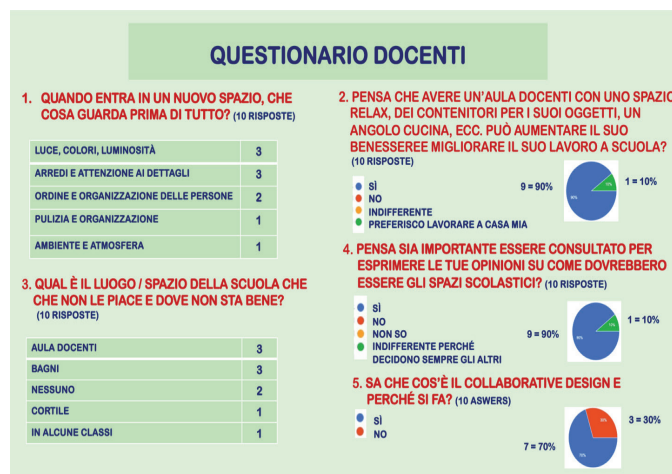 QUESTIONARIO DOCENTI
1. QUANDO ENTRA IN UN NUOVO SPAZIO, CHE
COSA GUARDA PRIMA DI TUTTO? (10 RISPOSTE)
LUCE, COLORI, LUMINOSITÀ 3
ARREDI E ATTENZIONE AI DETTAGLI 3
ORDINE E ORGANIZZAZIONE DELLE PERSONE 2
PULIZIA E ORGANIZZAZIONE 1
AMBIENTE E ATMOSFERA 1
2. PENSA CHE AVERE UN'AULA DOCENTI CON UNO SPAZIO
RELAX, DEI CONTENITORI PER I SUOI OGGETTI, UN
ANGOLO CUCINA, ECC. PUÒ AUMENTARE IL SUO
BENESSEREE MIGLIORARE IL SUO LAVORO A SCUOLA?
(10 RISPOSTE)
SÌ
NO
INDIFFERENTE
PREFERISCO LAVORARE A CASA MIA
9 = 90%
90%
10%
1 = 10%
3. QUAL È IL LUOGO / SPAZIO DELLA SCUOLA CHE
CHE NON LE PIACE E DOVE NON STA BENE?
(10 RISPOSTE)
AULA DOCENTI 3
BAGNI 3
NESSUNO 2
CORTILE 1
IN ALCUNE CLASSI 1
4. PENSA SIA IMPORTANTE ESSERE CONSULTATO PER
ESPRIMERE LE TUE OPINIONI SU COME DOVREBBERO
ESSERE GLI SPAZI SCOLASTICI? (10 RISPOSTE)
SÌ
NO
NON SO
INDIFFERENTE PERCHÉ
DECIDONO SEMPRE GLI ALTRI
9 = 90%
90%
1 = 10%
5. SA CHE COS'È IL COLLABORATIVE DESIGN E
PERCHÉ SI FA? (10 ASWERS)
SÌ
NO
7 = 70%
70%
30%
3 = 30%